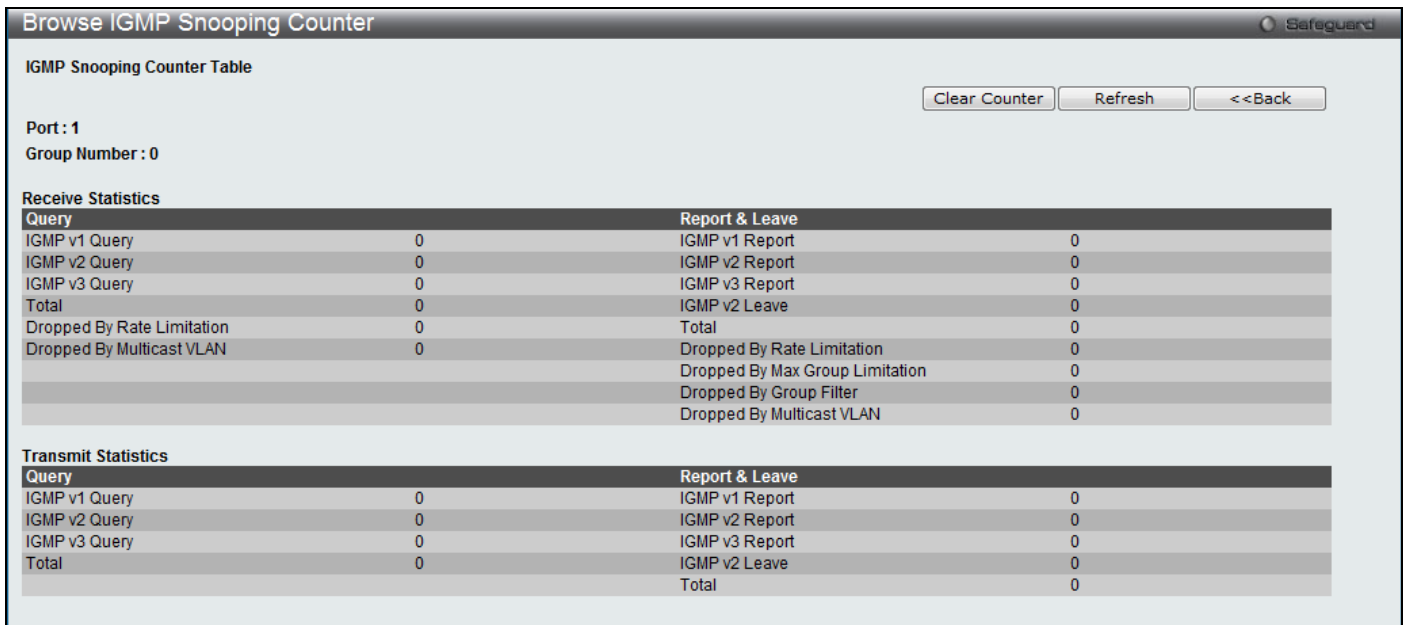 Browse IGMP Snooping Counter
Safeguard
IGMP Snooping Counter Table
Clear Counter Refresh <<Back
Port : 1
Group Number : 0
Receive Statistics
Query Report & Leave
IGMP v1 Query 0 IGMP v1 Report 0
IGMP v2 Query 0 IGMP v2 Report 0
IGMP v3 Query 0 IGMP v3 Report 0
Total 0 IGMP v2 Leave 0
Dropped By Rate Limitation 0 Total 0
Dropped By Multicast VLAN 0 Dropped By Rate Limitation 0
Dropped By Max Group Limitation 0
Dropped By Group Filter 0
Dropped By Multicast VLAN 0
Transmit Statistics
Query Report & Leave
IGMP v1 Query 0 IGMP v1 Report 0
IGMP v2 Query 0 IGMP v2 Report 0
IGMP v3 Query 0 IGMP v3 Report 0
Total 0 IGMP v2 Leave 0
Total 0